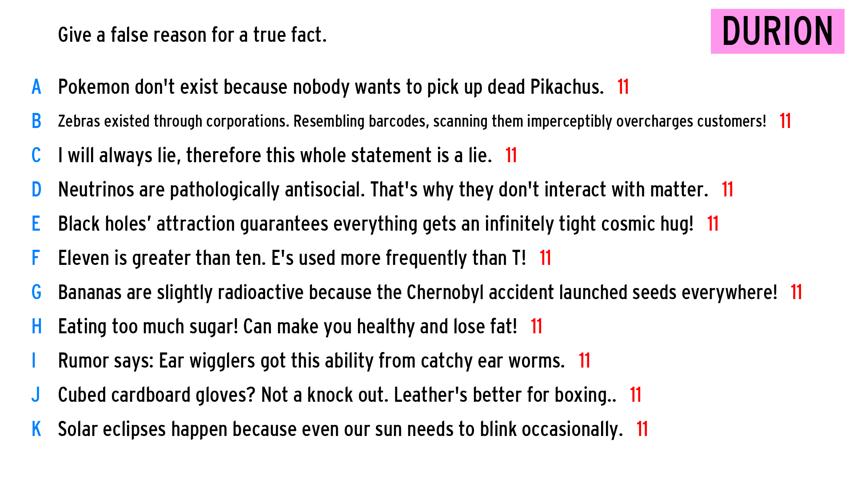 Give a false reason for a true fact.
DURION
A Pokemon don't exist because nobody wants to pick up dead Pikachus. 11
B Zebras existed through corporations. Resembling barcodes, scanning them imperceptibly overcharges customers! 11
C I will always lie, therefore this whole statement is a lie. 11
D Neutrinos are pathologically antisocial. That's why they don't interact with matter. 11
E Black holes’ attraction guarantees everything gets an infinitely tight cosmic hug! 11
F Eleven is greater than ten. E's used more frequently than T! 11
G Bananas are slightly radioactive because the Chernobyl accident launched seeds everywhere! 11
H Eating too much sugar! Can make you healthy and lose fat! 11
I Rumor says: Ear wigglers got this ability from catchy ear worms. 11
J Cubed cardboard gloves? Not a knock out. Leather's better for boxing.. 11
K Solar eclipses happen because even our sun needs to blink occasionally. 11